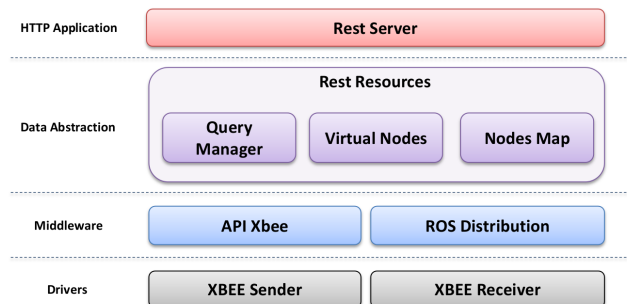 HTTP Application
Rest Server
Rest Resources
Data Abstraction
Query
Manager
Virtual Nodes
Nodes Map
Middleware
API Xbee
ROS Distribution
Drivers
XBEE Sender
XBEE Receiver